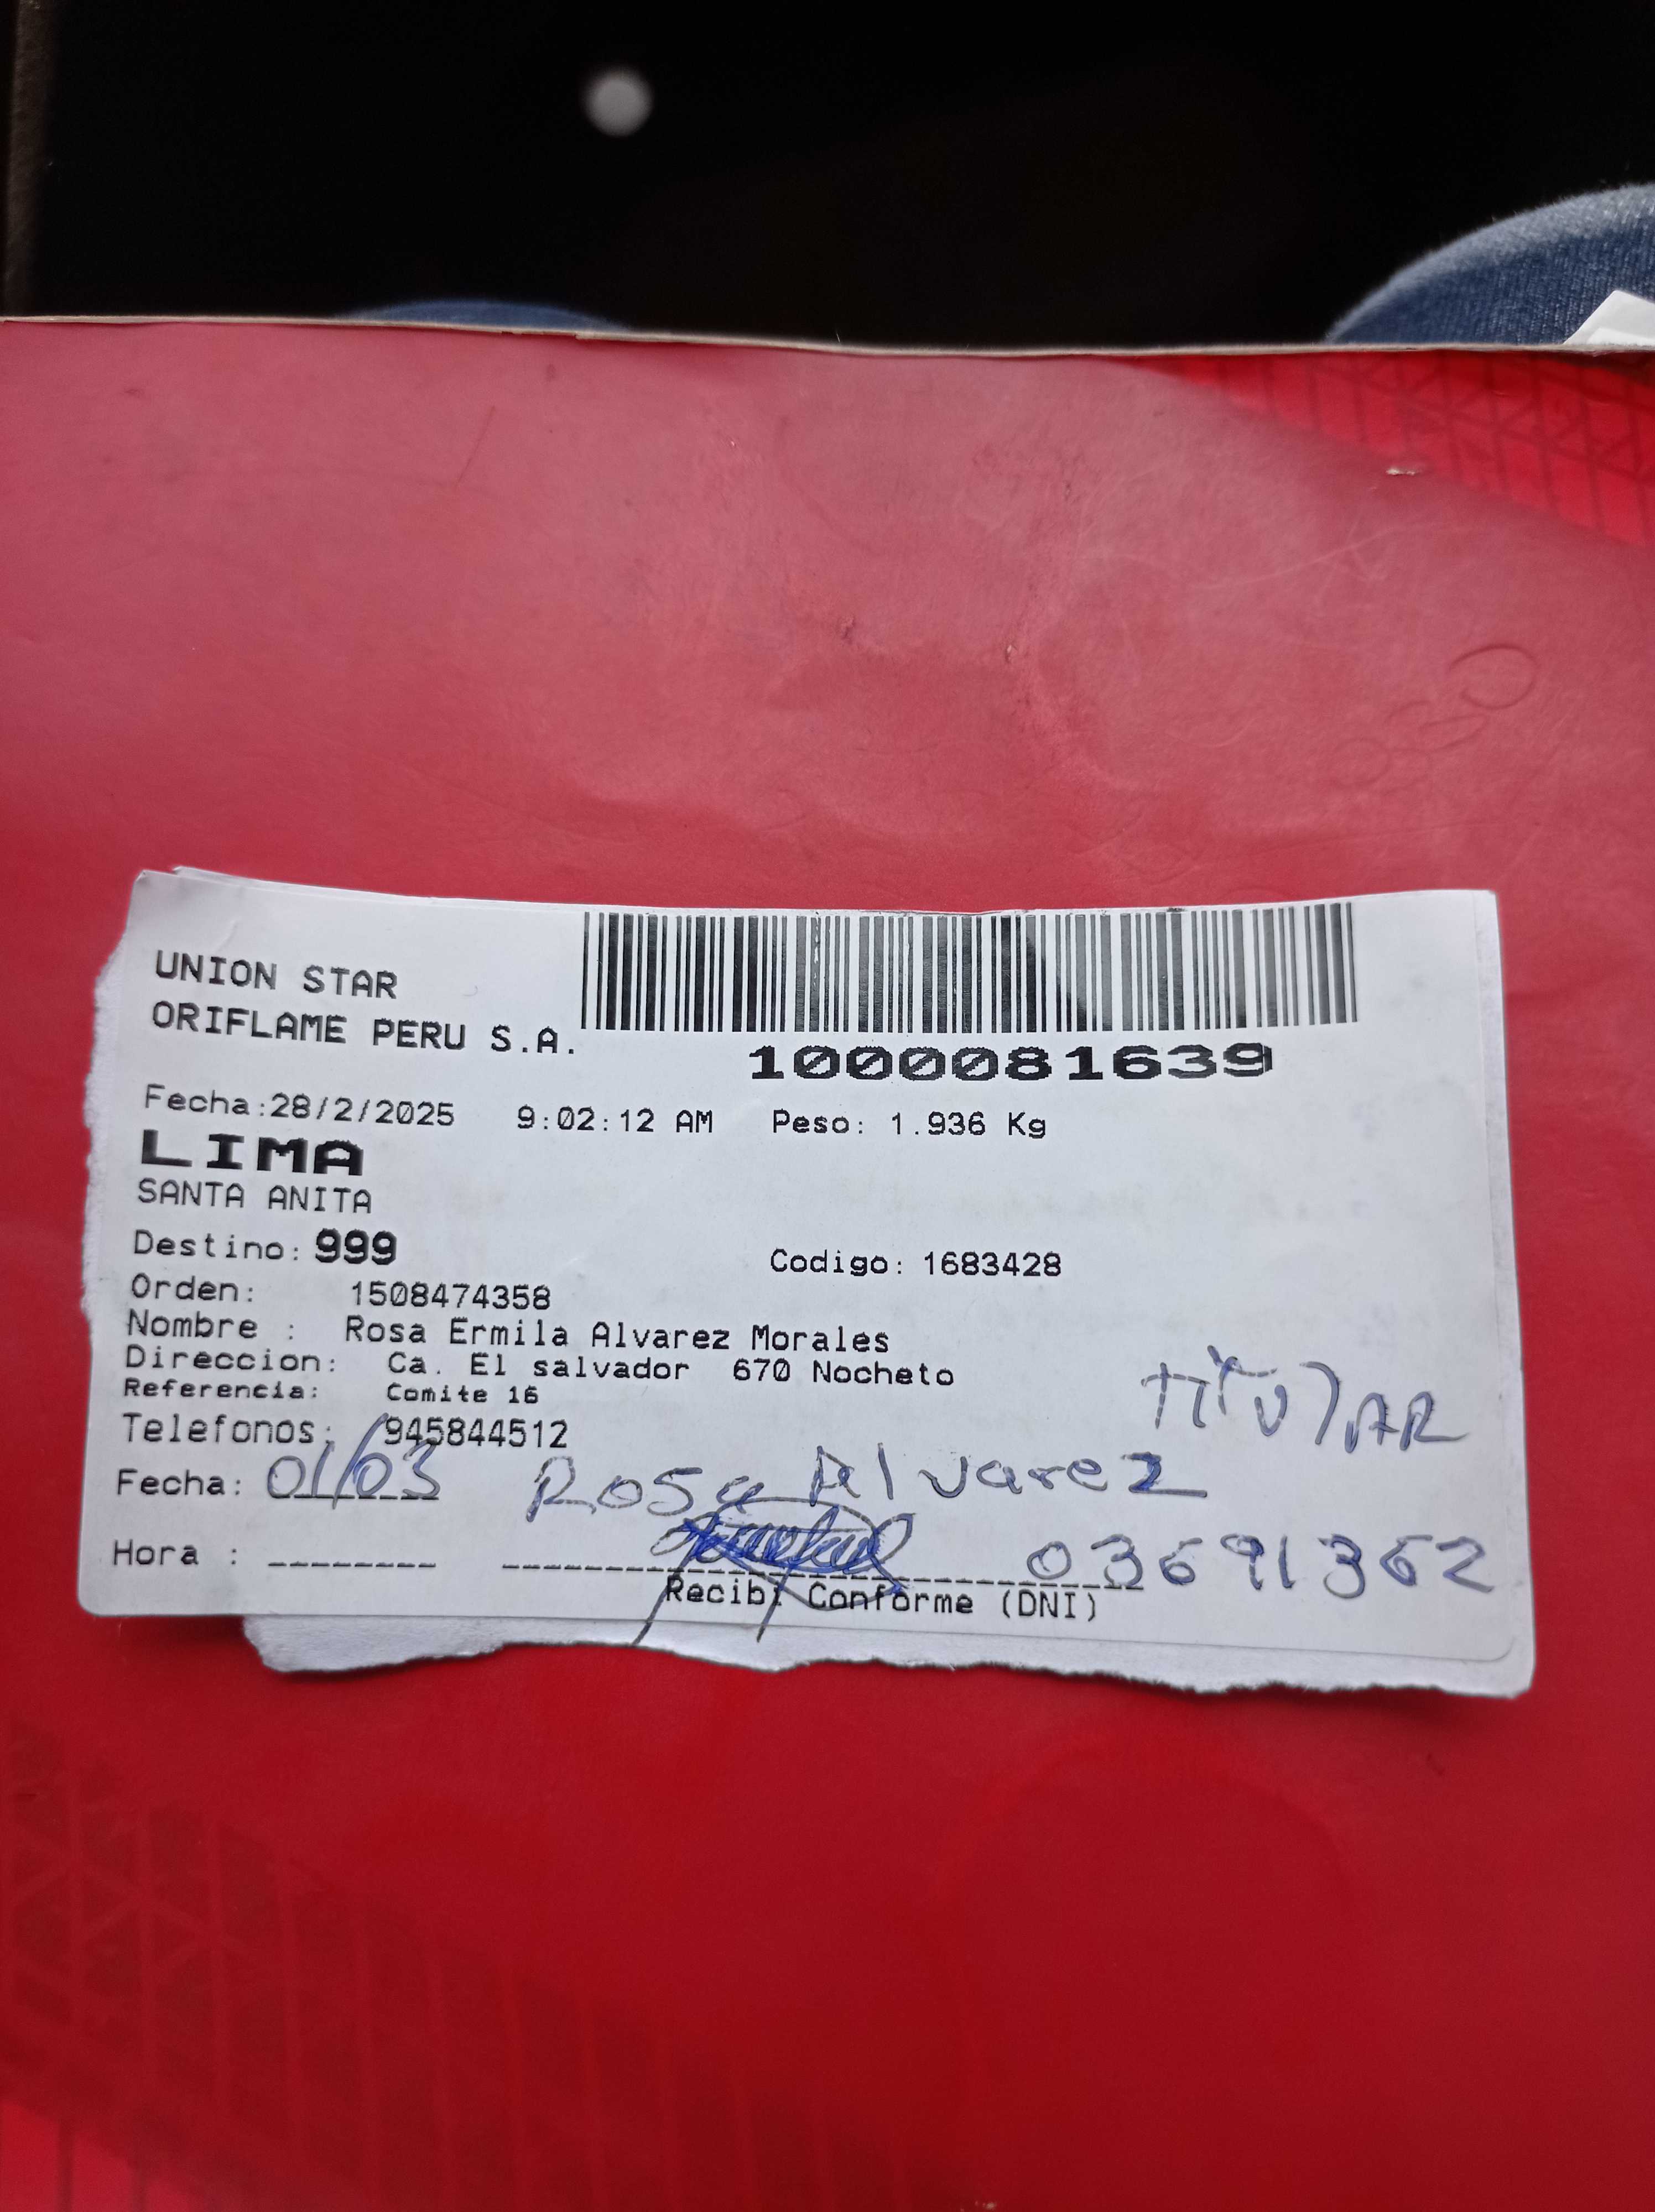 UNION STAR
ORIFLAME PERU S.A.
1000081639
Fecha:28/2/2025 9:02:12 AM Peso: 1.936 Kg
LIMA
SANTA ANITA
Destino: 999 Codigo: 1683428
Orden: 1508474358
Nombre : Rosa Ermila Alvarez Morales
Direccion: Ca. El salvador 670 Nocheto
Referencia: Comite 16
Telefonos: 945844512
TiTulAR
Fecha: 01/03 Rosa Alvarez
Hora : 03691362
Recibi Conforme (DNI)